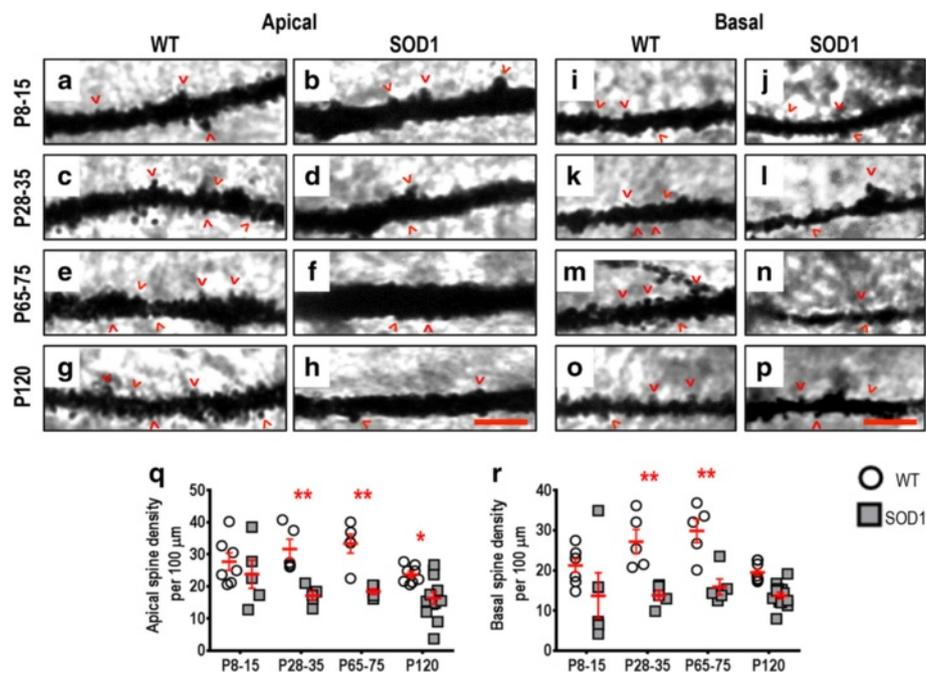 Apical Basal
WT SOD1 WT SOD1
P8-15 a b i j
P28-35 c d k l
P65-75 e f m n
P120 g h o p
q r
WT
SOD1
Apical spine density
per 100 µm
50
40
30
20
10
0
** ** *
P8-15 P28-35 P65-75 P120
Basal spine density
per 100 µm
40
30
20
10
0
** **
P8-15 P28-35 P65-75 P120